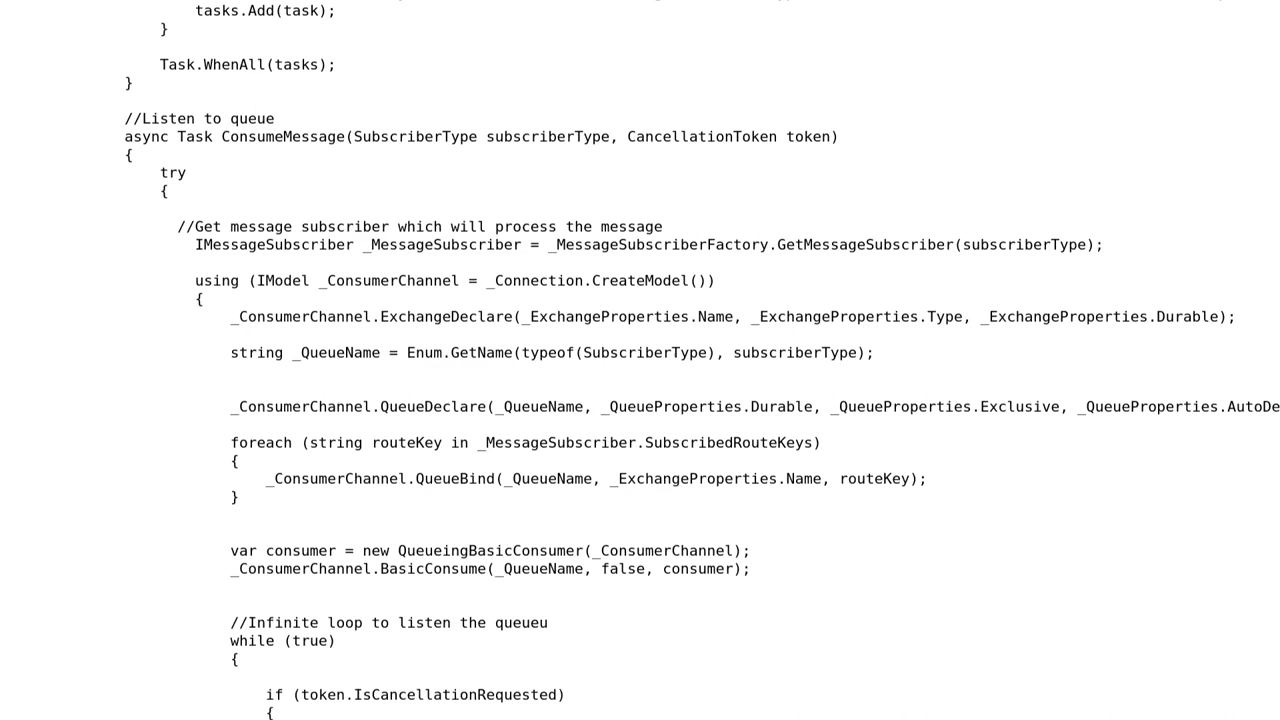 tasks.Add(task);
}
Task.WhenAll(tasks);
}
//Listen to queue
async Task ConsumeMessage(SubscriberType subscriberType, CancellationToken token)
{
try
{
//Get message subscriber which will process the message
IMessageSubscriber _MessageSubscriber = _MessageSubscriberFactory.GetMessageSubscriber(subscriberType);
using (IModel _ConsumerChannel = _Connection.CreateModel())
{
_ConsumerChannel.ExchangeDeclare(_ExchangeProperties.Name, _ExchangeProperties.Type, _ExchangeProperties.Durable);
string _QueueName = Enum.GetName(typeof(SubscriberType), subscriberType);
_ConsumerChannel.QueueDeclare(_QueueName, _QueueProperties.Durable, _QueueProperties.Exclusive, _QueueProperties.AutoDe
foreach (string routeKey in _MessageSubscriber.SubscribedRouteKeys)
{
_ConsumerChannel.QueueBind(_QueueName, _ExchangeProperties.Name, routeKey);
}
var consumer = new QueueingBasicConsumer(_ConsumerChannel);
_ConsumerChannel.BasicConsume(_QueueName, false, consumer);
//Infinite loop to listen the queueu
while (true)
{
if (token.IsCancellationRequested)
{